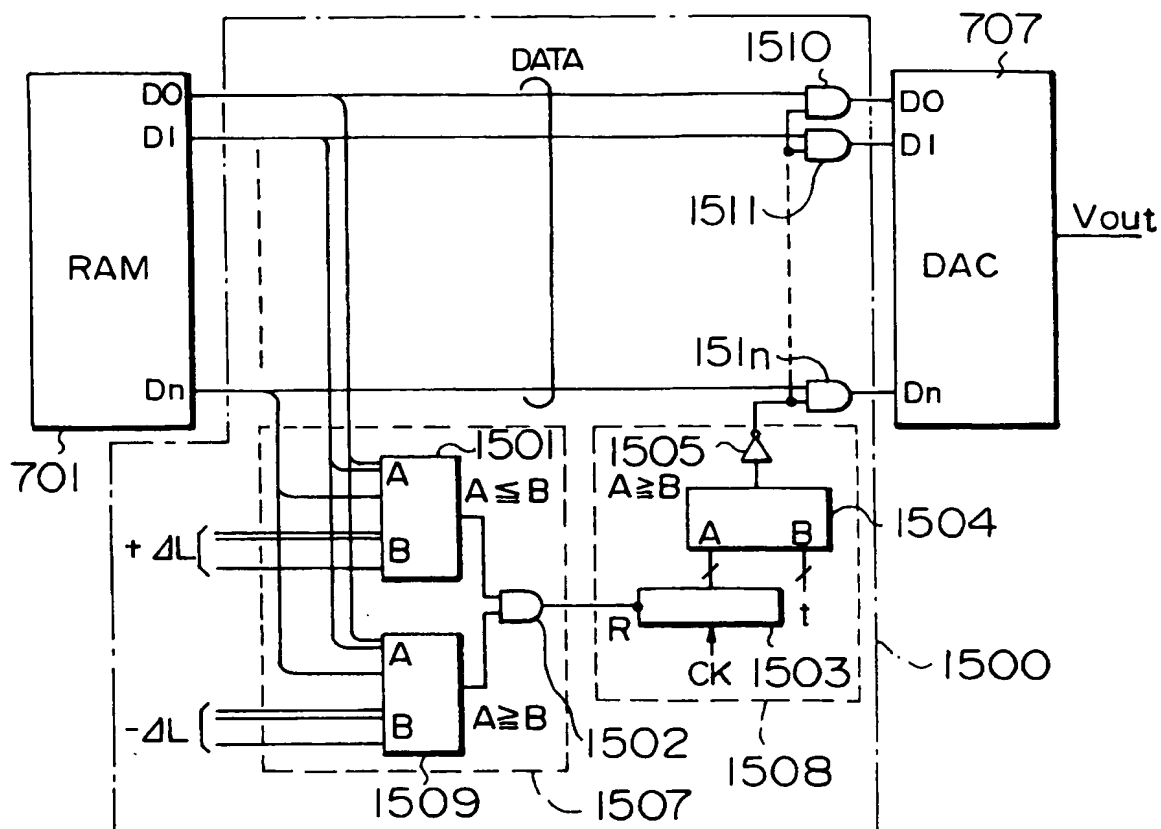 1510
707
DATA
D0
D0
D1
D1
1511
Vout
RAM
DAC
151n
Dn
Dn
701
1501
1505
A
A ≦ B
A ≧ B
1504
A
B
+ΔL
B
t
R
CK
1503
1500
A
-ΔL
B
A ≧ B
1502
1508
1509
1507